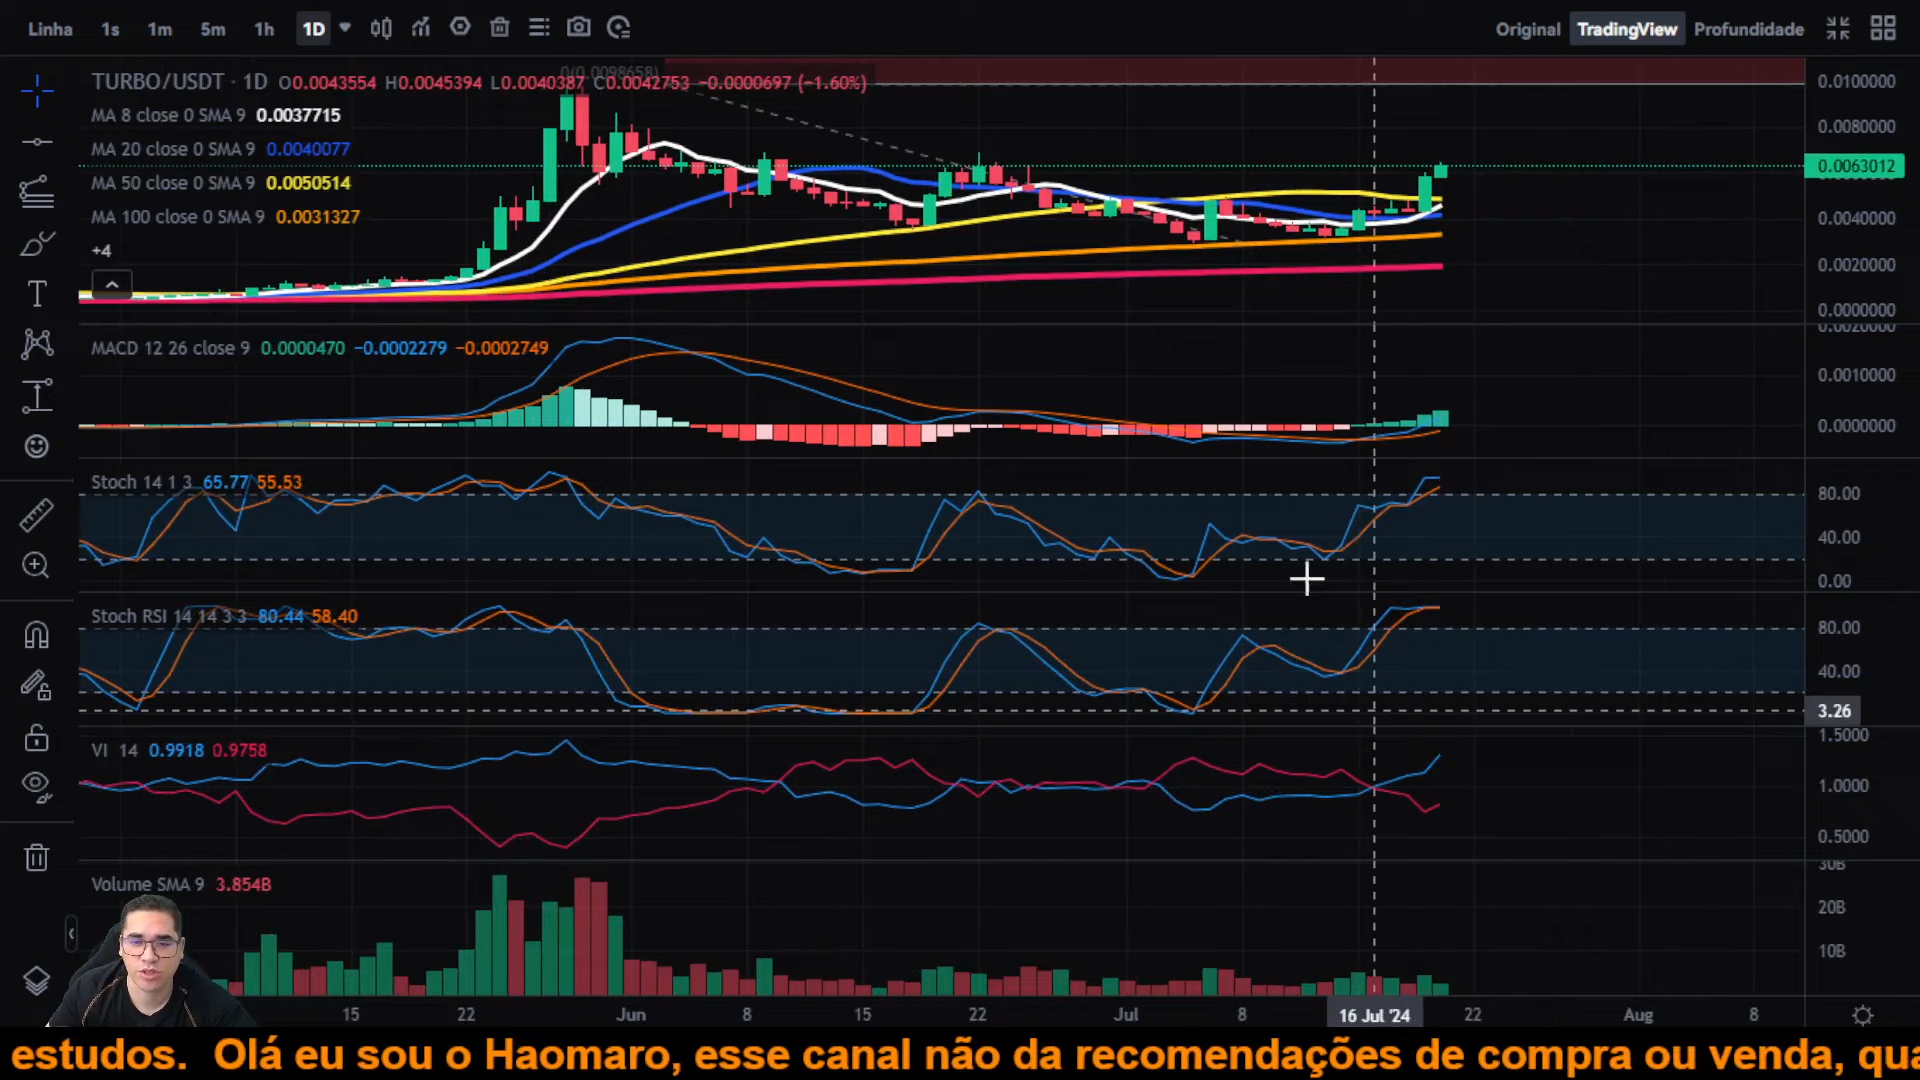 Linha 1s 1m 5m 1h 1D Original TradingView Profundidade
TURBO/USDT · 1D O0.0043554 H0.0045394 L0.0040387 C0.0042753 −0.0000697 (−1.60%)
0(0.0098658)
MA 8 close 0 SMA 9 0.0037715
MA 20 close 0 SMA 9 0.0040077
MA 50 close 0 SMA 9 0.0050514
MA 100 close 0 SMA 9 0.0031327
+4
0.0100000
0.0080000
0.0063012
0.0040000
0.0020000
0.0000000
MACD 12 26 close 9 0.0000470 −0.0002279 −0.0002749
0.0020000
0.0010000
0.0000000
Stoch 14 1 3 65.77 55.53
80.00
40.00
0.00
Stoch RSI 14 14 3 3 80.44 58.40
80.00
40.00
3.26
VI 14 0.9918 0.9758
1.5000
1.0000
0.5000
Volume SMA 9 3.854B
30B
20B
10B
15 22 Jun 8 15 22 Jul 8 16 Jul '24 22 Aug 8
estudos. Olá eu sou o Haomaro, esse canal não da recomendações de compra ou venda, qua